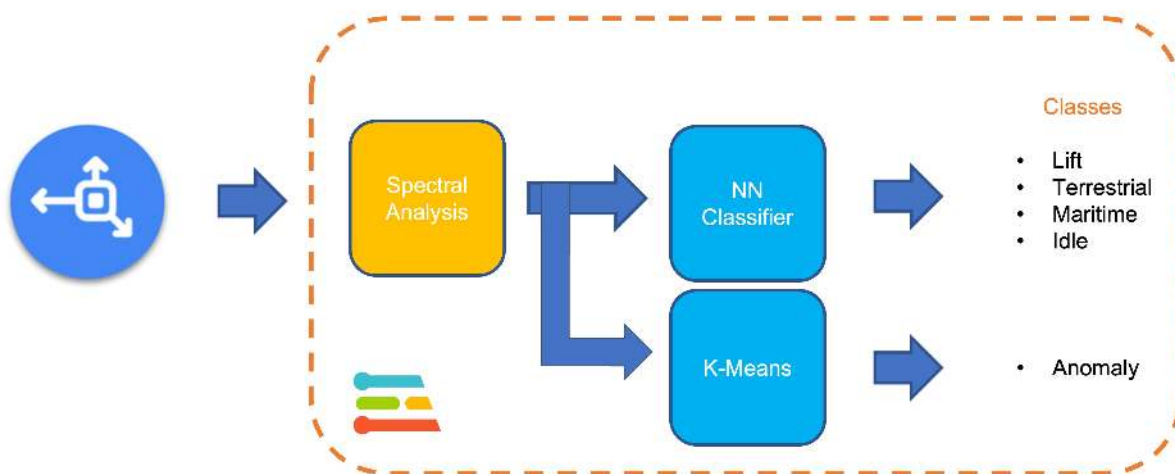 Classes
Spectral
Analysis
NN
Classifier
• Lift
• Terrestrial
• Maritime
• Idle
K-Means
• Anomaly